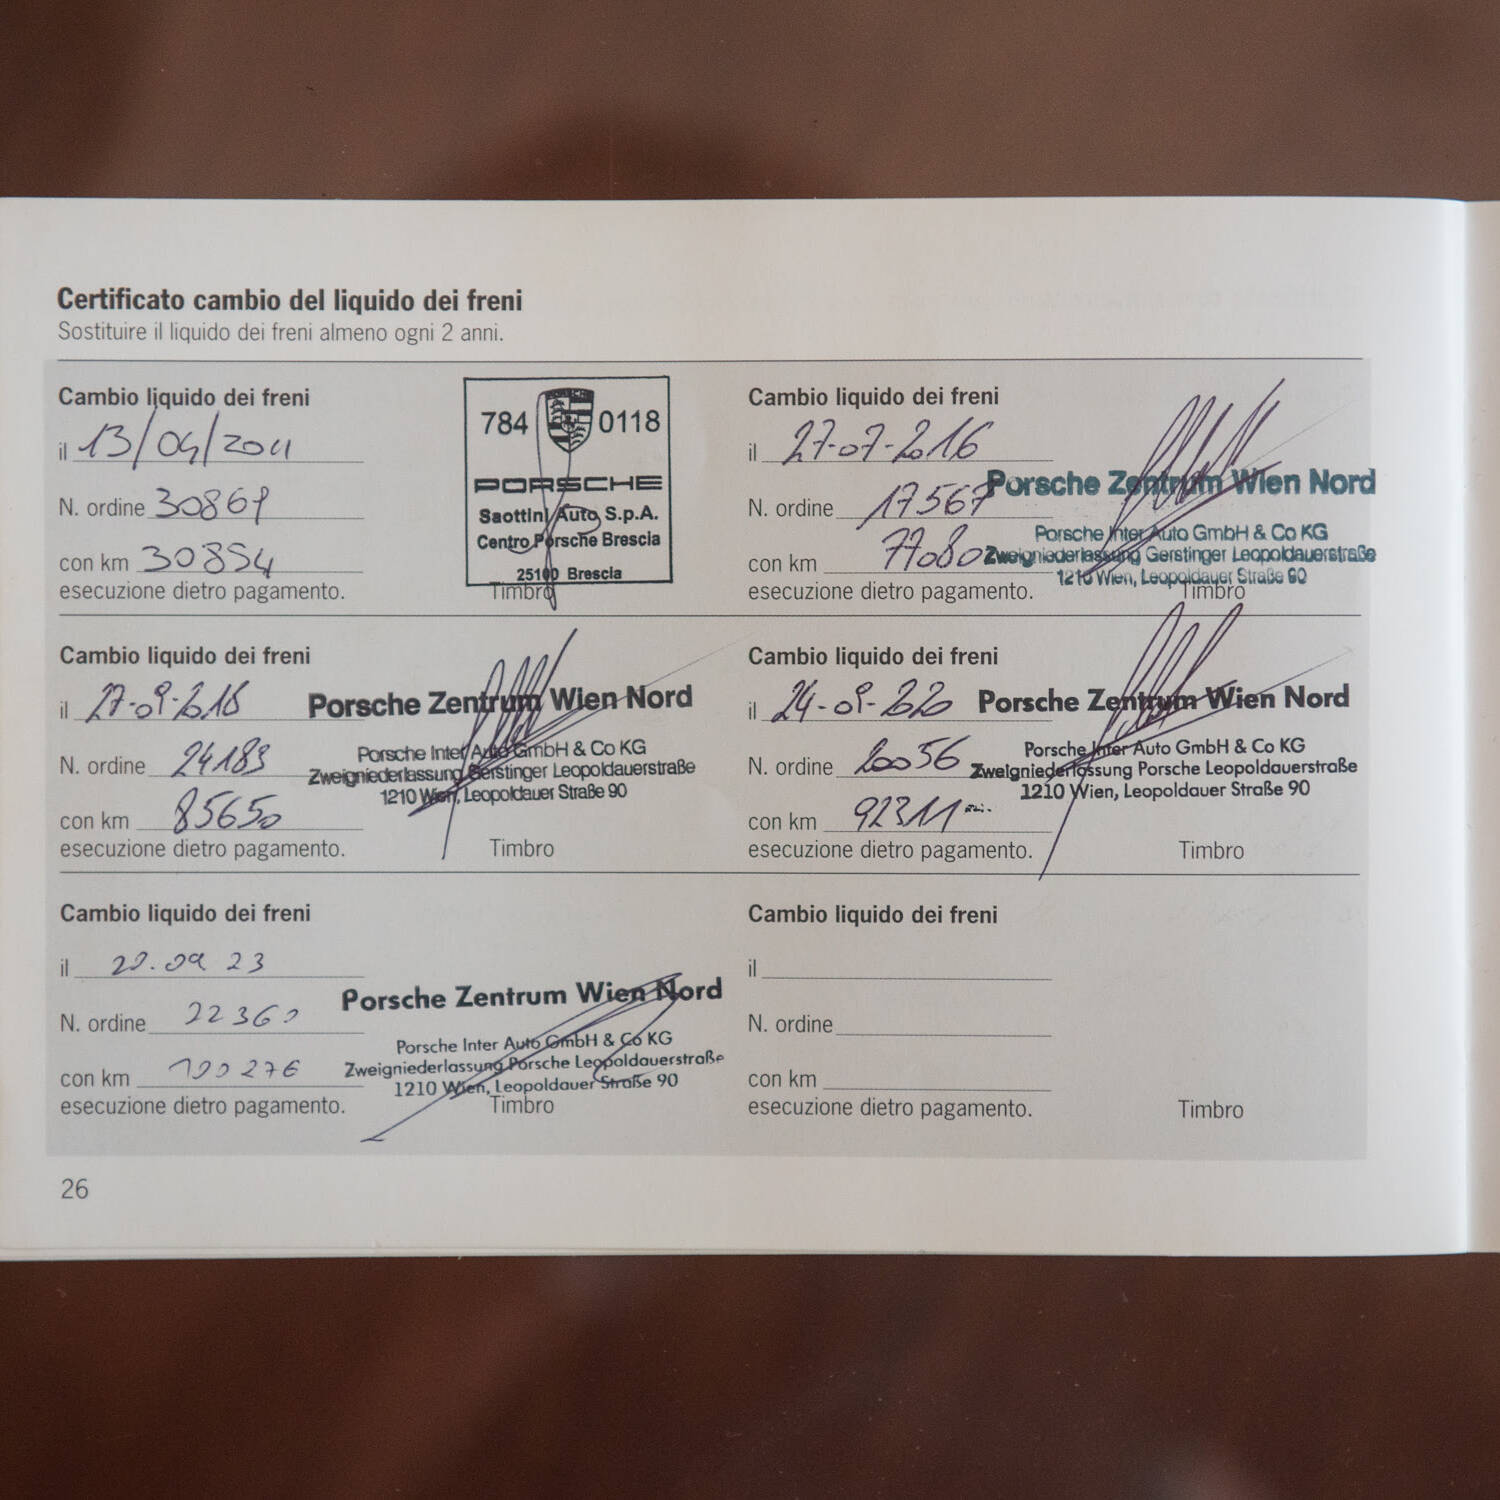 Certificato cambio del liquido dei freni
Sostituire il liquido dei freni almeno ogni 2 anni.
Cambio liquido dei freni
il 13/04/2011
N. ordine 30869
con km 30854
esecuzione dietro pagamento.
784 0118
PORSCHE
Saottini Auto S.p.A.
Centro Porsche Brescia
25100 Brescia
Timbro
Cambio liquido dei freni
il 27-07-2016
N. ordine 17567
con km 77080
esecuzione dietro pagamento.
Porsche Zentrum Wien Nord
Porsche Inter Auto GmbH & Co KG
Zweigniederlassung Gerstinger Leopoldauerstraße
1210 Wien, Leopoldauer Straße 90
Timbro
Cambio liquido dei freni
il 27-09-2018
N. ordine 24183
con km 85650
esecuzione dietro pagamento.
Porsche Zentrum Wien Nord
Porsche Inter Auto GmbH & Co KG
Zweigniederlassung Gerstinger Leopoldauerstraße
1210 Wien, Leopoldauer Straße 90
Timbro
Cambio liquido dei freni
il 24-09-2020
N. ordine 20056
con km 92311
esecuzione dietro pagamento.
Porsche Zentrum Wien Nord
Porsche Inter Auto GmbH & Co KG
Zweigniederlassung Porsche Leopoldauerstraße
1210 Wien, Leopoldauer Straße 90
Timbro
Cambio liquido dei freni
il 20.09 23
N. ordine 22360
con km 100276
esecuzione dietro pagamento.
Porsche Zentrum Wien Nord
Porsche Inter Auto GmbH & Co KG
Zweigniederlassung Porsche Leopoldauerstraße
1210 Wien, Leopoldauer Straße 90
Timbro
Cambio liquido dei freni
il
N. ordine
con km
esecuzione dietro pagamento.
Timbro
26